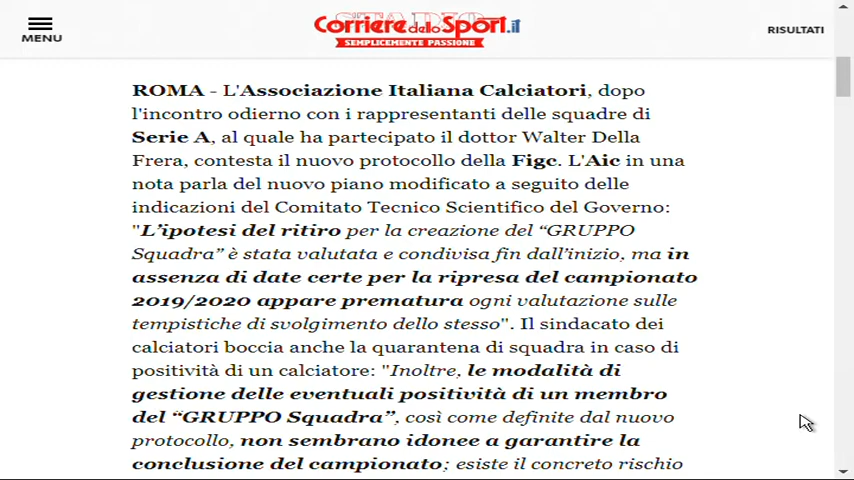 MENU
STADIO
Corriere dello Sport.it
SEMPLICEMENTE PASSIONE
RISULTATI
ROMA - L'Associazione Italiana Calciatori, dopo
l'incontro odierno con i rappresentanti delle squadre di
Serie A, al quale ha partecipato il dottor Walter Della
Frera, contesta il nuovo protocollo della Figc. L'Aic in una
nota parla del nuovo piano modificato a seguito delle
indicazioni del Comitato Tecnico Scientifico del Governo:
"L'ipotesi del ritiro per la creazione del “GRUPPO
Squadra” è stata valutata e condivisa fin dall'inizio, ma in
assenza di date certe per la ripresa del campionato
2019/2020 appare prematura ogni valutazione sulle
tempistiche di svolgimento dello stesso". Il sindacato dei
calciatori boccia anche la quarantena di squadra in caso di
positività di un calciatore: "Inoltre, le modalità di
gestione delle eventuali positività di un membro
del “GRUPPO Squadra”, così come definite dal nuovo
protocollo, non sembrano idonee a garantire la
conclusione del campionato; esiste il concreto rischio